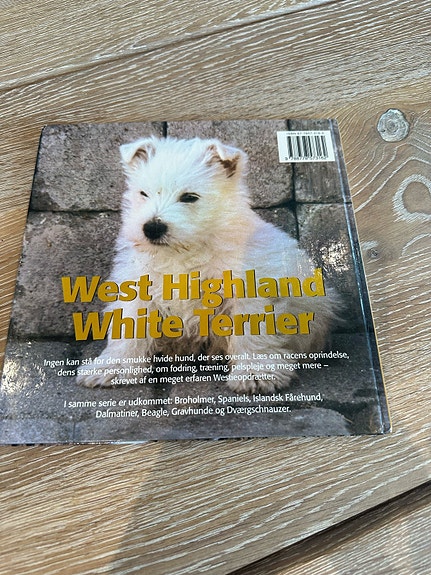 West Highland
White Terrier
Ingen kan stå for den smukke hvide hund, der ses overalt. Læs om racens oprindelse,
dens stærke personlighed, om fodring, træning, pelspleje og meget mere –
skrevet af en meget erfaren Westieopdrætter.
I samme serie er udkommet: Broholmer, Spaniels, Islandsk Fårehund,
Dalmatiner, Beagle, Gravhunde og Dværgschnauzer.